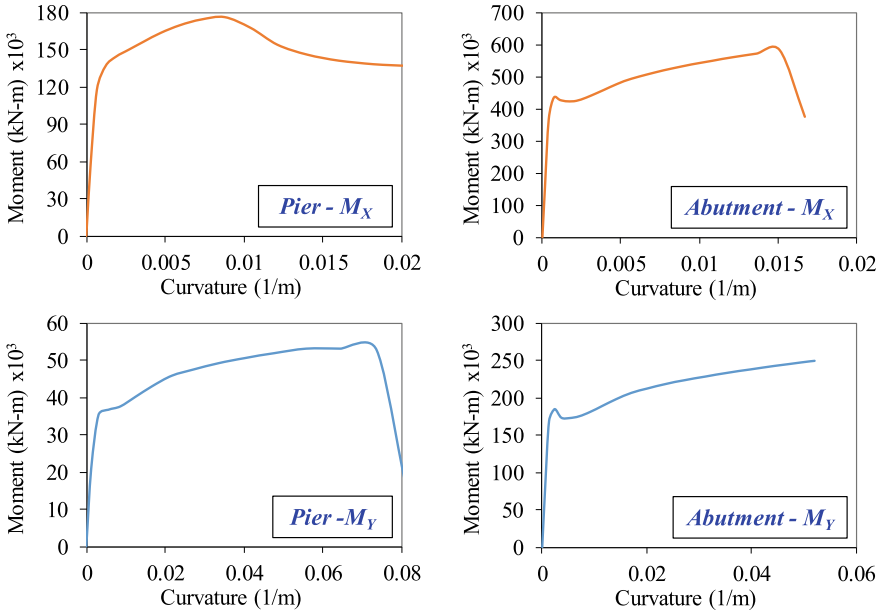 180
150
120
90
60
30
0
Moment (kN-m) x10³
Pier - M_X
0 0.005 0.01 0.015 0.02
Curvature (1/m)
700
600
500
400
300
200
100
0
Moment (kN-m) x10³
Abutment - M_X
0 0.005 0.01 0.015 0.02
Curvature (1/m)
60
50
40
30
20
10
0
Moment (kN-m) x10³
Pier -M_Y
0 0.02 0.04 0.06 0.08
Curvature (1/m)
300
250
200
150
100
50
0
Moment (kN-m) x10³
Abutment - M_Y
0 0.02 0.04 0.06
Curvature (1/m)